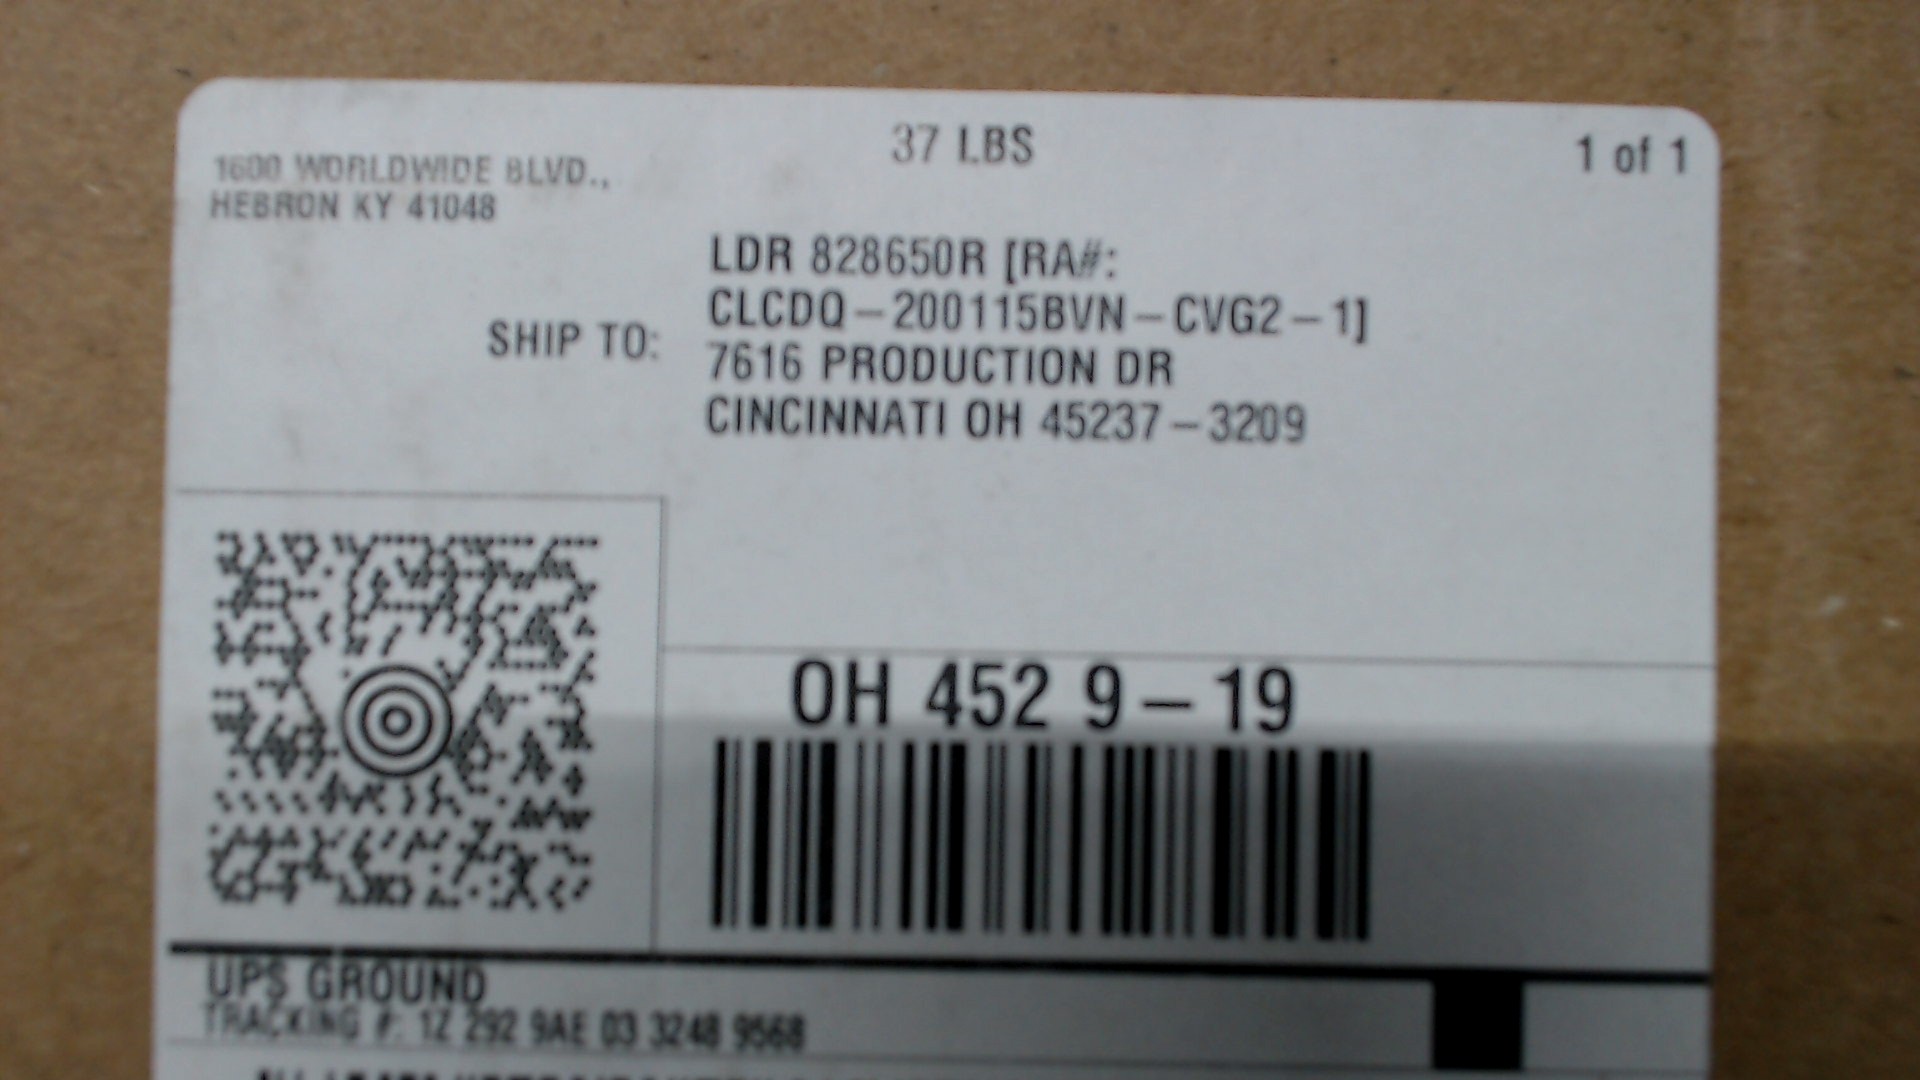 37 LBS
1 of 1
1600 WORLDWIDE BLVD.,
HEBRON KY 41048
SHIP TO:
LDR 828650R [RA#:
CLCDQ-200115BVN-CVG2-1]
7616 PRODUCTION DR
CINCINNATI OH 45237-3209
OH 452 9-19
UPS GROUND
TRACKING #: 1Z 292 9AE 03 3248 9568